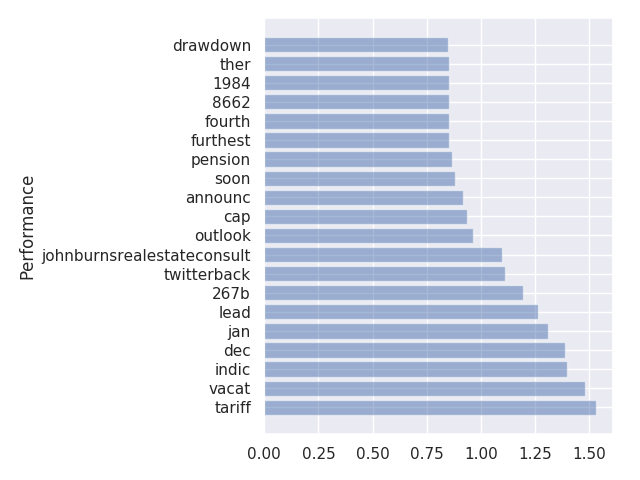 drawdown
ther
1984
8662
fourth
furthest
pension
soon
announc
cap
outlook
johnburnsrealestateconsult
twitterback
267b
lead
jan
dec
indic
vacat
tariff
Performance
0.00 0.25 0.50 0.75 1.00 1.25 1.50